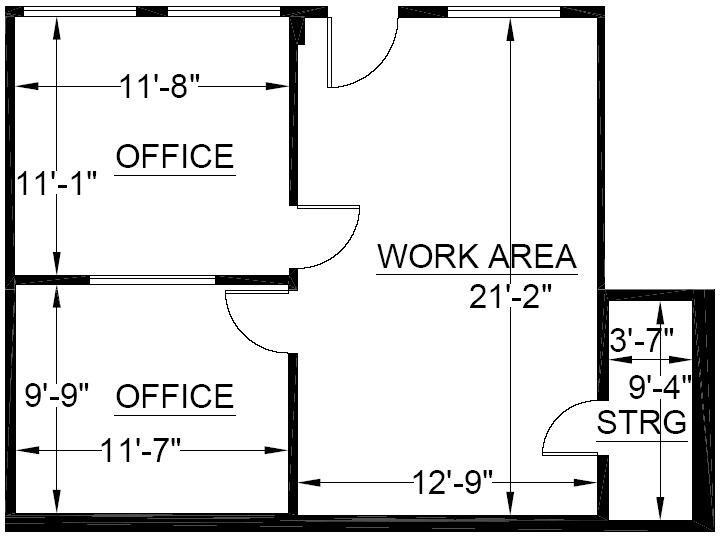 11'-8"
OFFICE
11'-1"
WORK AREA
21'-2"
3'-7"
9'-9"
OFFICE
9'-4"
STRG
11'-7"
12'-9"